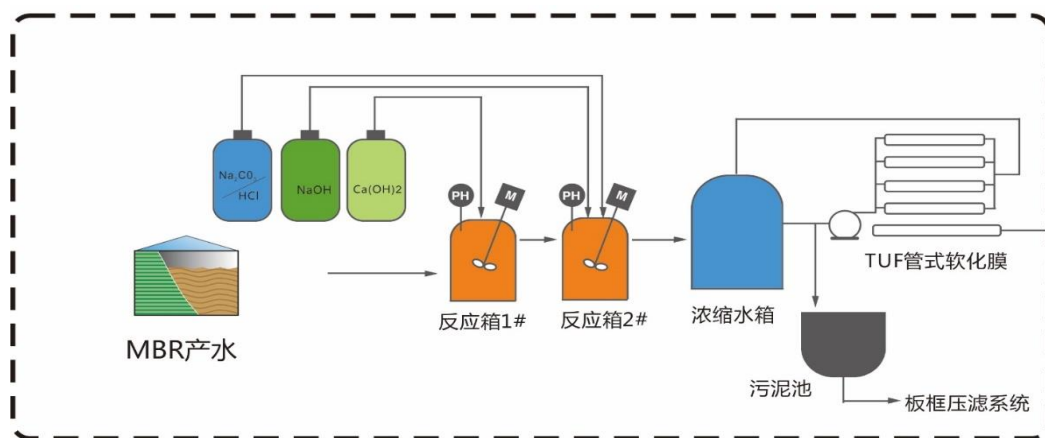 Na₂CO₃
HCl
NaOH
Ca(OH)2
PH
M
PH
M
TUF管式软化膜
反应箱1#
反应箱2#
浓缩水箱
MBR产水
污泥池
板框压滤系统